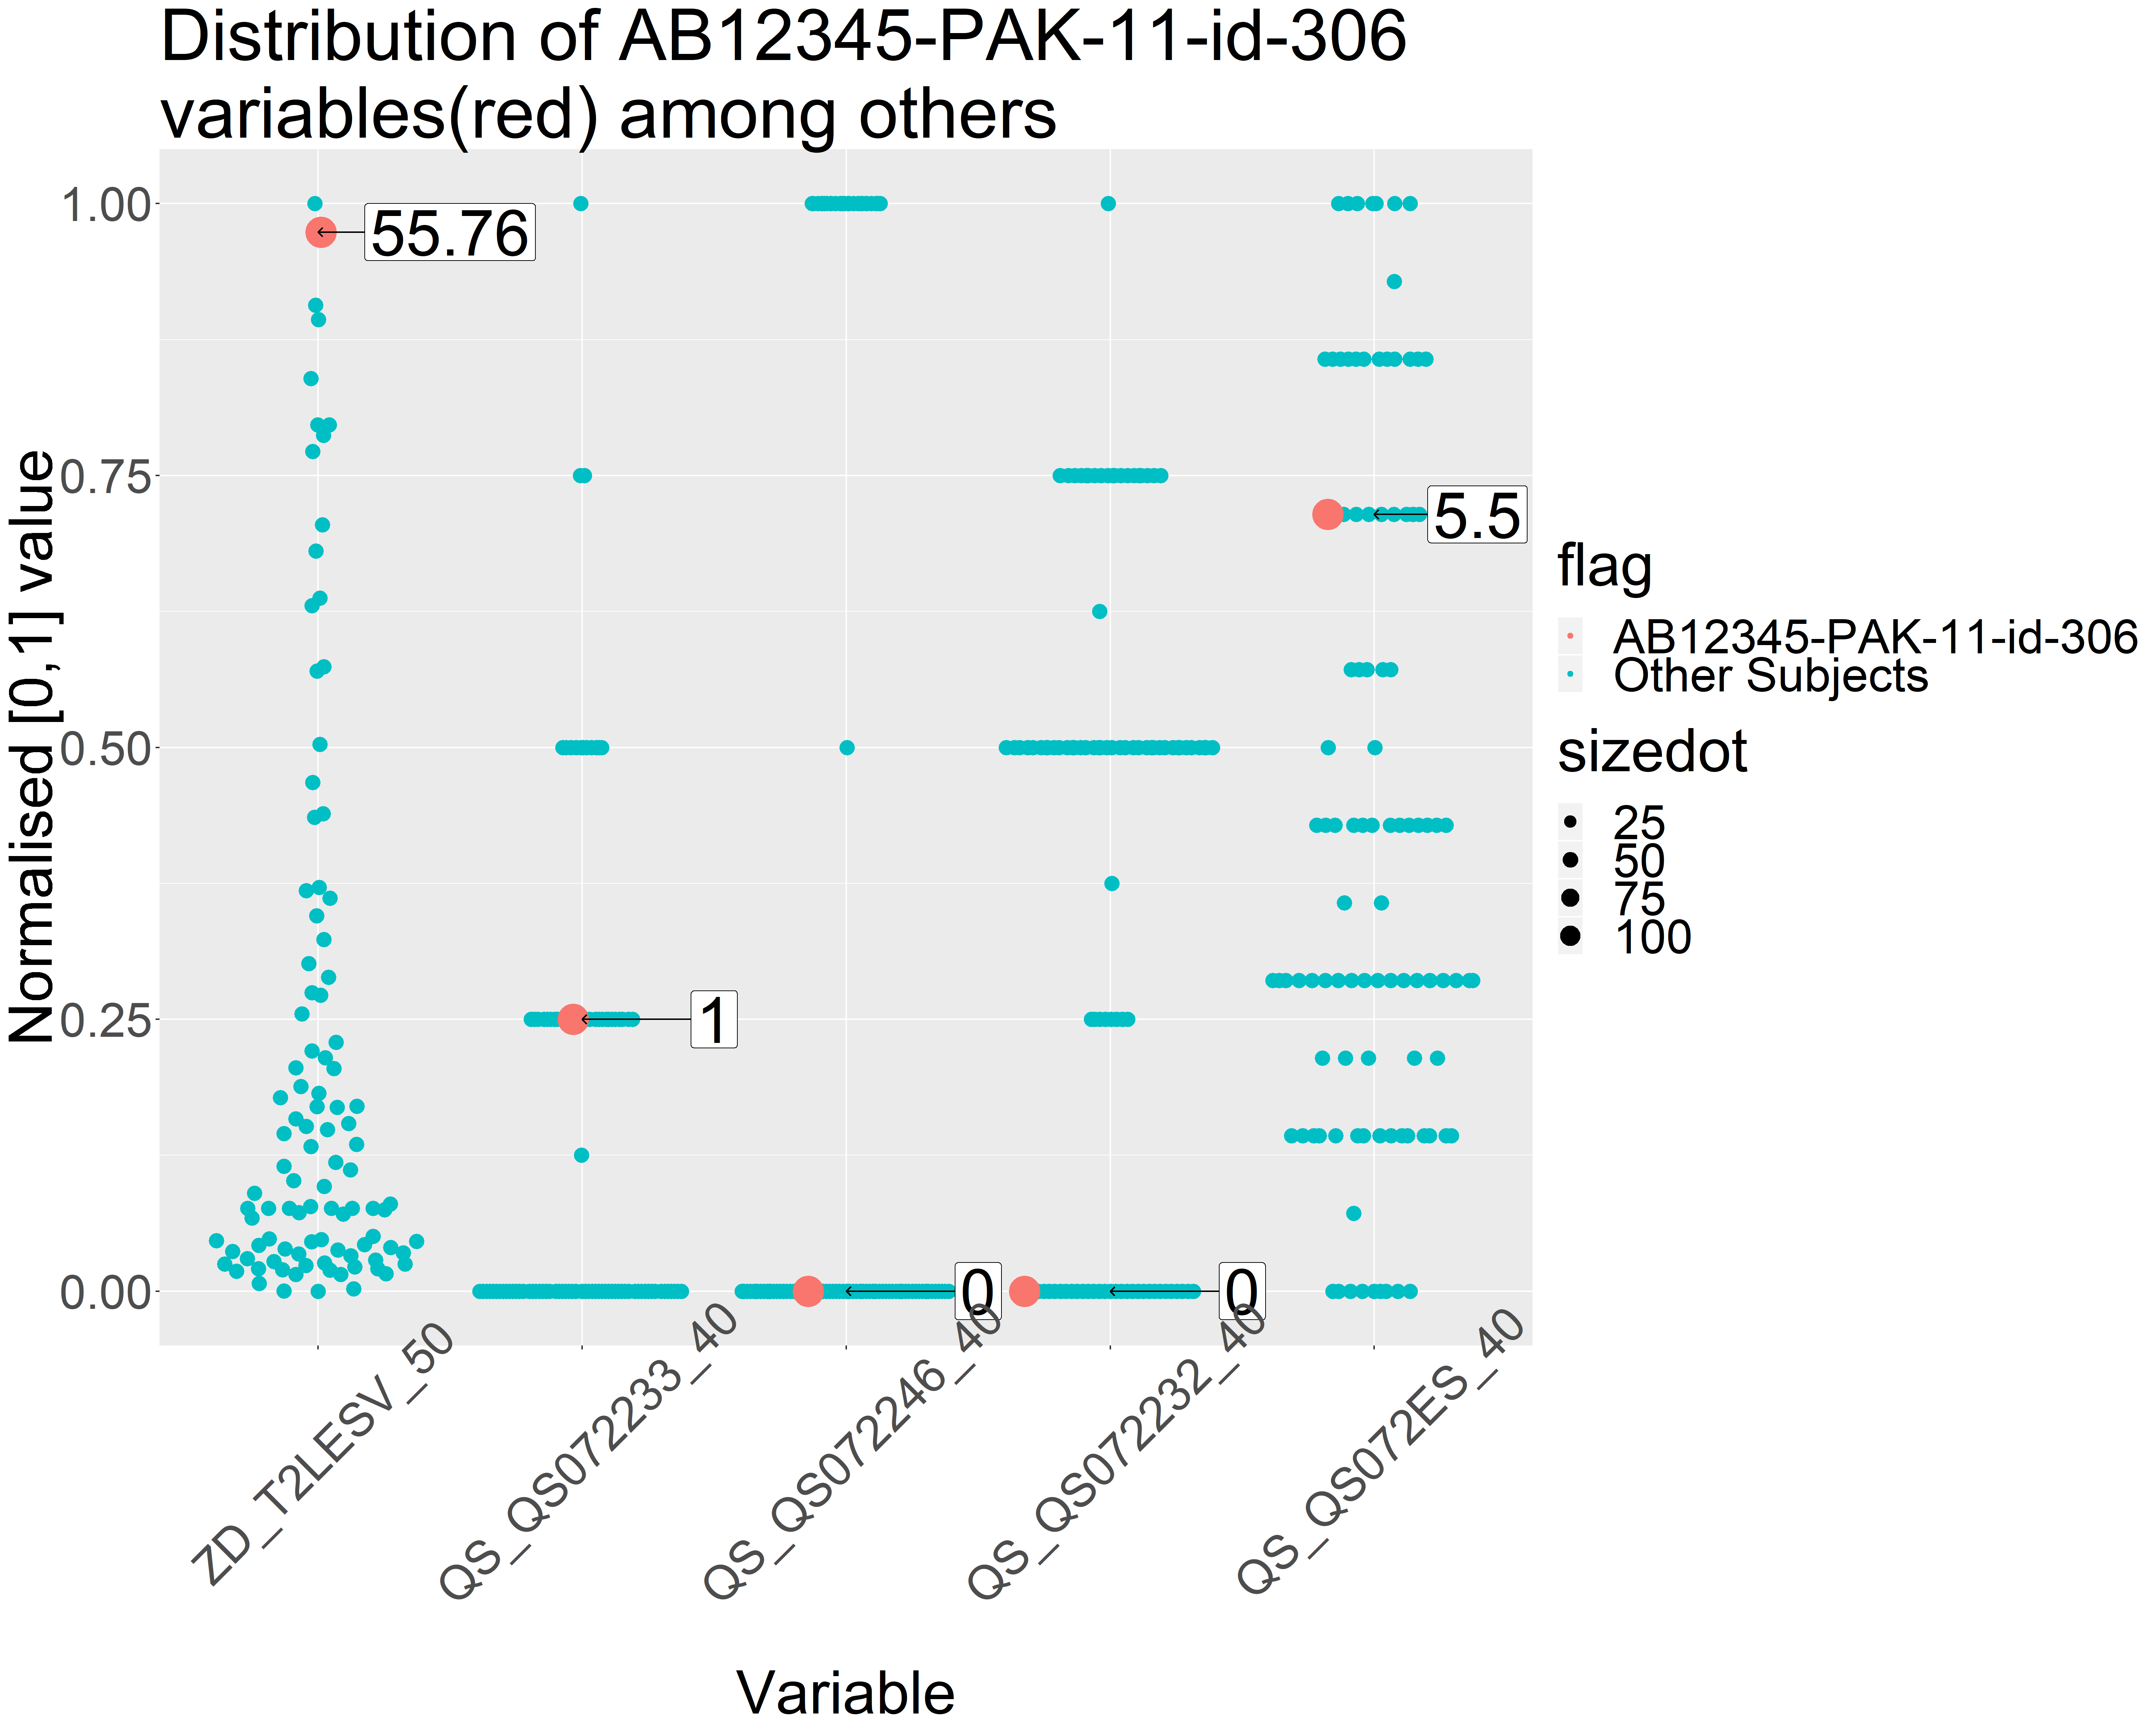 Distribution of AB12345-PAK-11-id-306
variables(red) among others
Normalised [0,1] value
1.00
0.75
0.50
0.25
0.00
55.76
1
0
0
5.5
ZD_T2LESV_50
QS_QS072233_40
QS_QS072246_40
QS_QS072232_40
QS_QS072ES_40
Variable
flag
AB12345-PAK-11-id-306
Other Subjects
sizedot
25
50
75
100